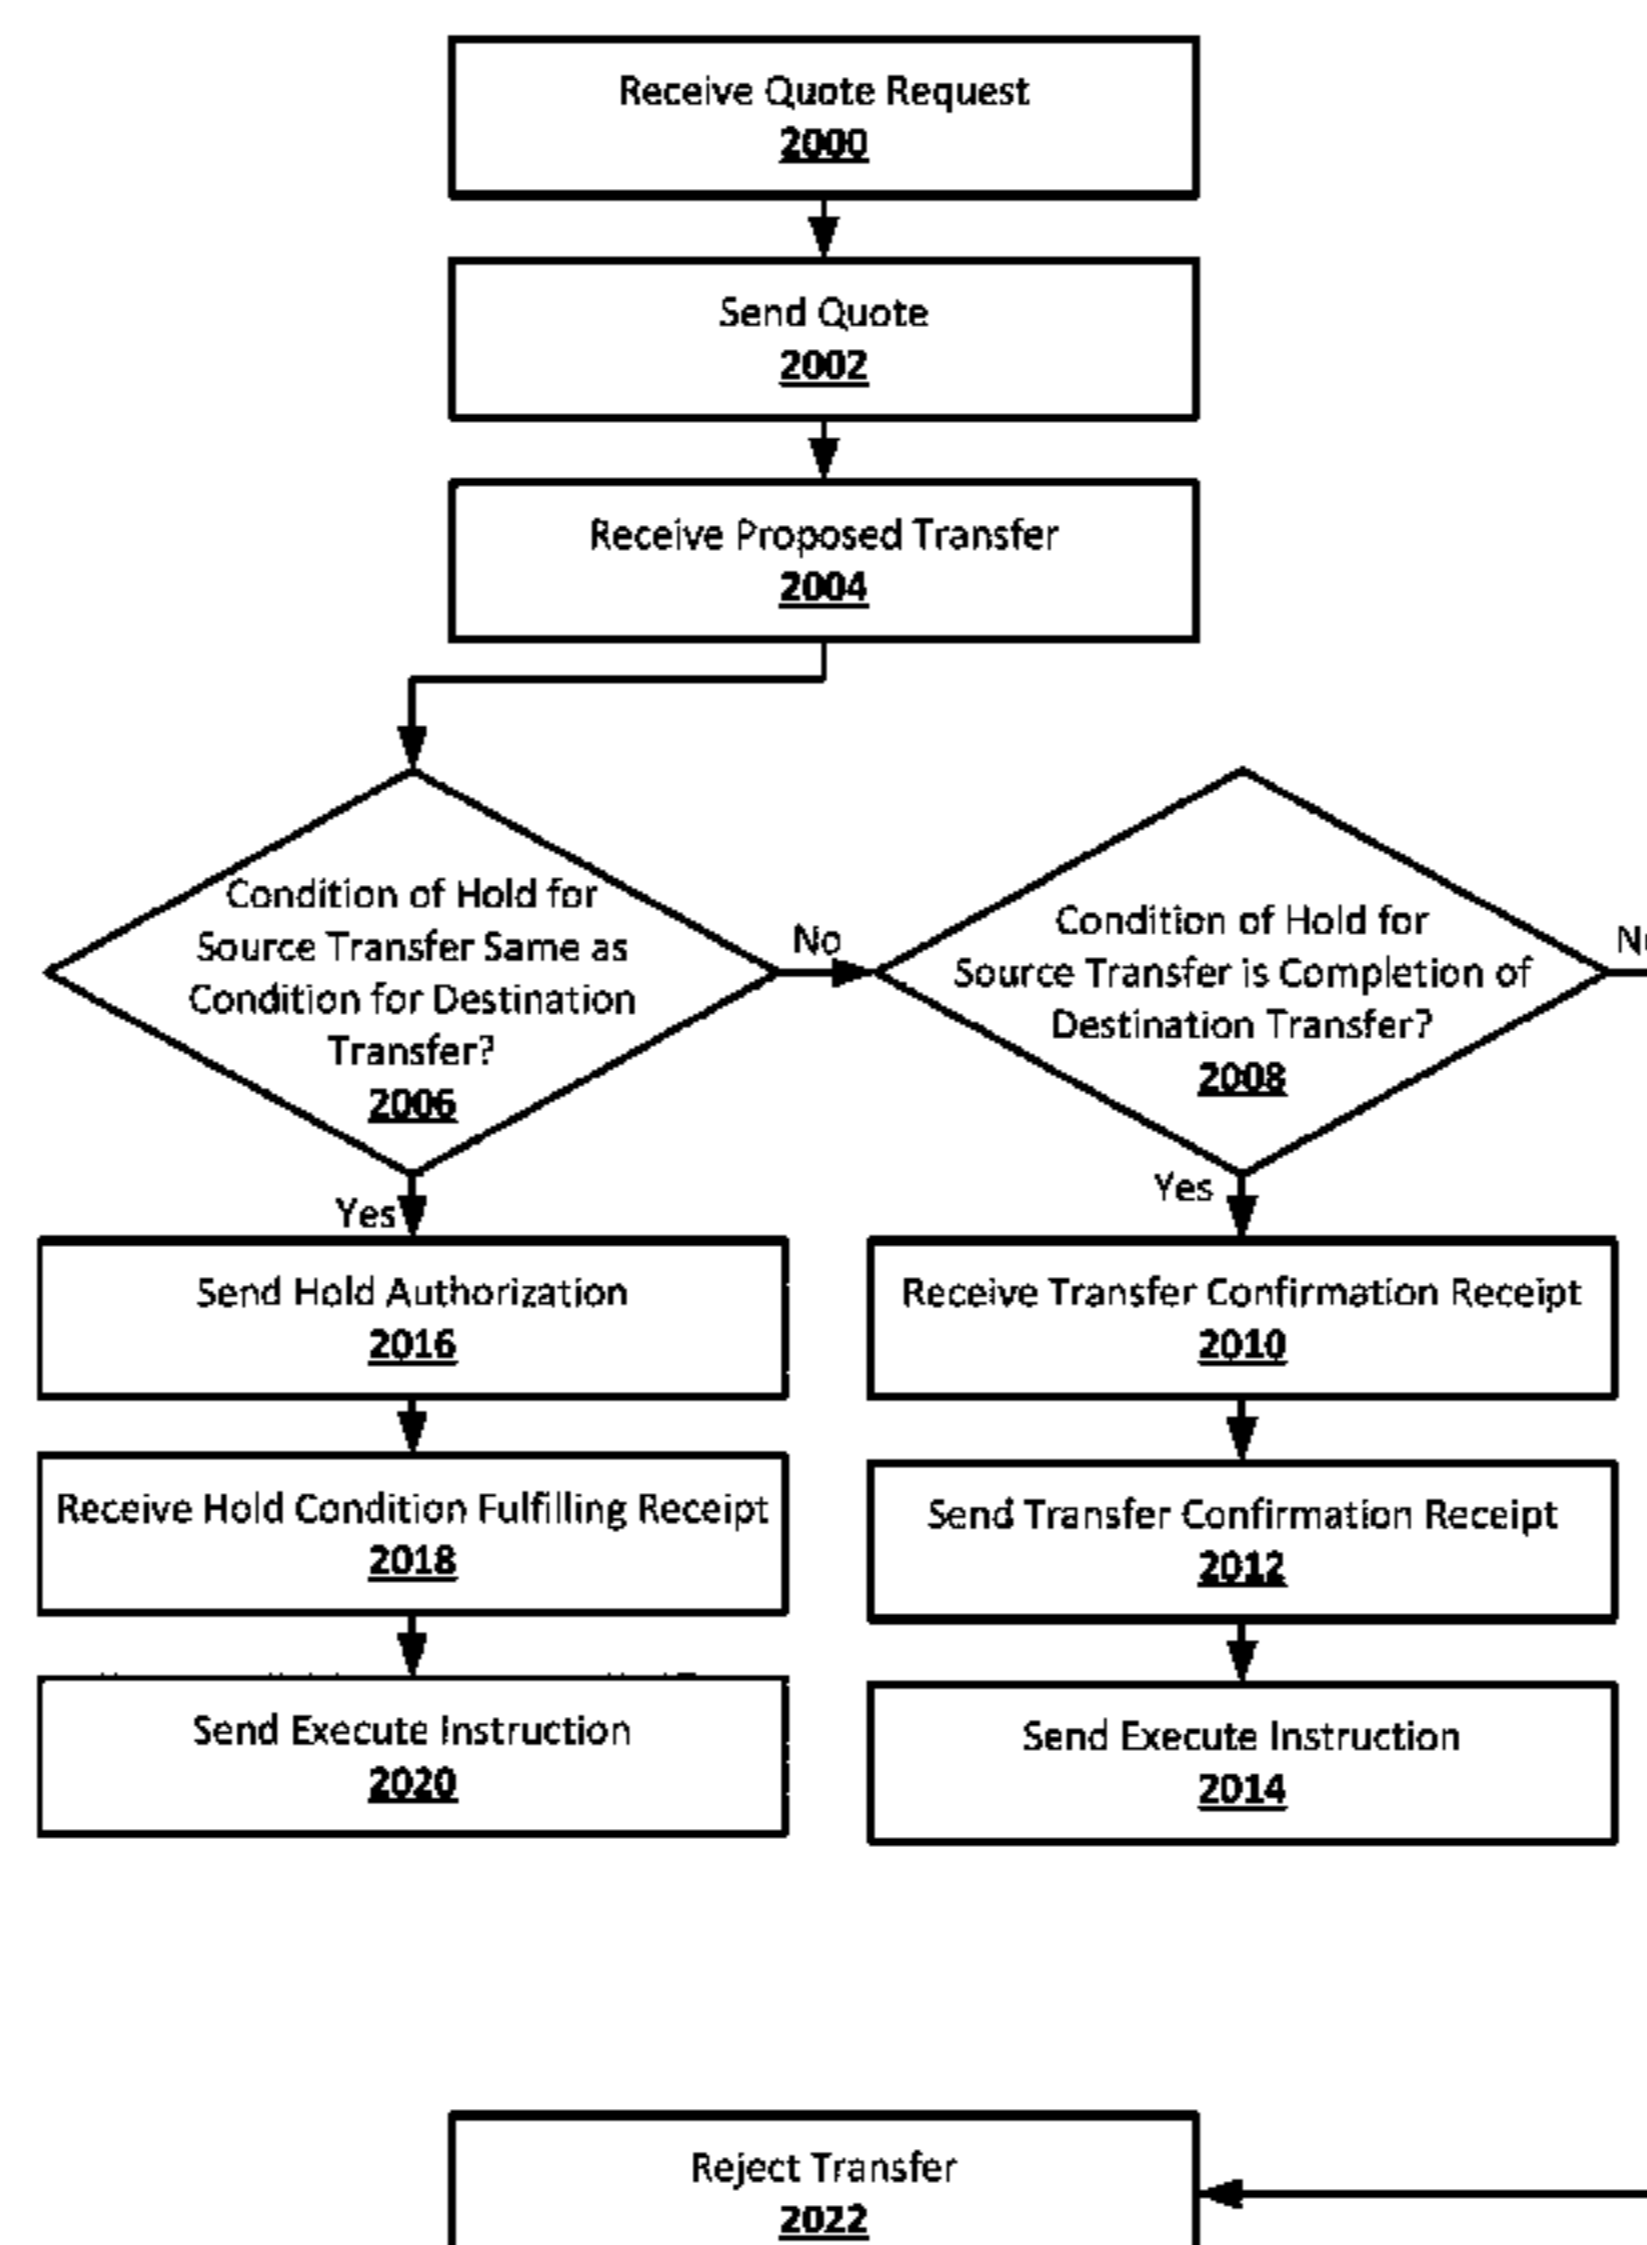 Receive Quote Request
2000
Send Quote
2002
Receive Proposed Transfer
2004
Condition of Hold for
Source Transfer Same as
Condition for Destination
Transfer?
2006
No
Condition of Hold for
Source Transfer is Completion of
Destination Transfer?
2008
Yes
Send Hold Authorization
2016
Receive Hold Condition Fulfilling Receipt
2018
Send Execute Instruction
2020
Yes
Receive Transfer Confirmation Receipt
2010
Send Transfer Confirmation Receipt
2012
Send Execute Instruction
2014
Reject Transfer
2022